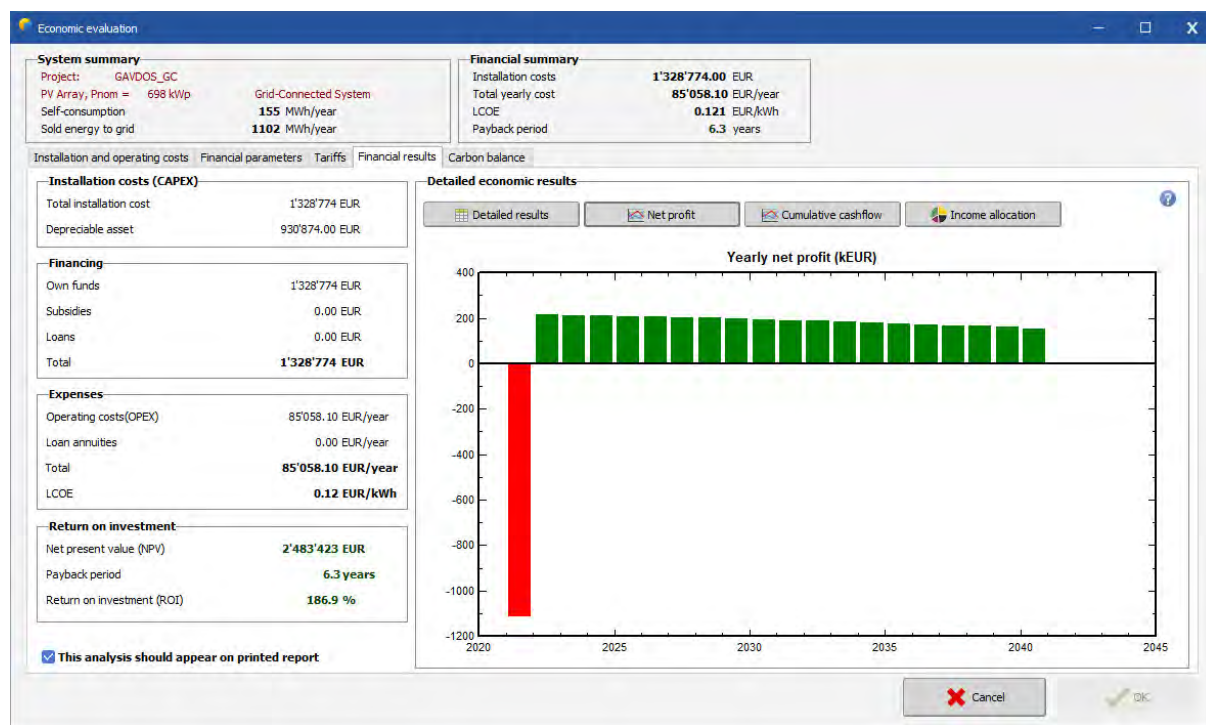 Economic evaluation
System summary
Project: GAVDOS_GC
PV Array, Pnom = 698 kWp Grid-Connected System
Self-consumption 155 MWh/year
Sold energy to grid 1102 MWh/year
Financial summary
Installation costs 1'328'774.00 EUR
Total yearly cost 85'058.10 EUR/year
LCOE 0.121 EUR/kWh
Payback period 6.3 years
Installation and operating costs Financial parameters Tariffs Financial results Carbon balance
Installation costs (CAPEX)
Total installation cost 1'328'774 EUR
Depreciable asset 930'874.00 EUR
Financing
Own funds 1'328'774 EUR
Subsidies 0.00 EUR
Loans 0.00 EUR
Total 1'328'774 EUR
Expenses
Operating costs(OPEX) 85'058.10 EUR/year
Loan annuities 0.00 EUR/year
Total 85'058.10 EUR/year
LCOE 0.12 EUR/kWh
Return on investment
Net present value (NPV) 2'483'423 EUR
Payback period 6.3 years
Return on investment (ROI) 186.9 %
This analysis should appear on printed report
Detailed economic results
Detailed results Net profit Cumulative cashflow Income allocation
?
Yearly net profit (kEUR)
400
200
0
-200
-400
-600
-800
-1000
-1200
2020 2025 2030 2035 2040 2045
Cancel OK